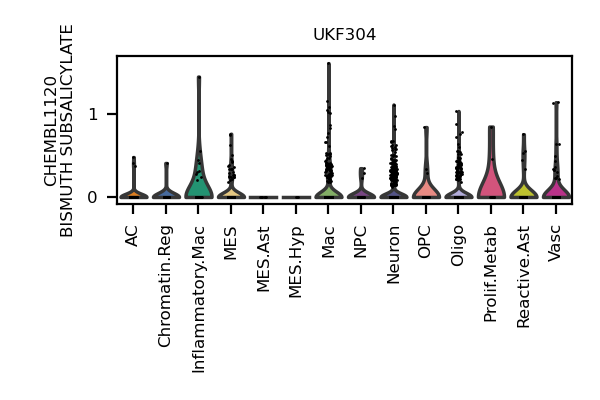 UKF304
CHEMBL1120
BISMUTH SUBSALICYLATE
1
0
AC
Chromatin.Reg
Inflammatory.Mac
MES
MES.Ast
MES.Hyp
Mac
NPC
Neuron
OPC
Oligo
Prolif.Metab
Reactive.Ast
Vasc